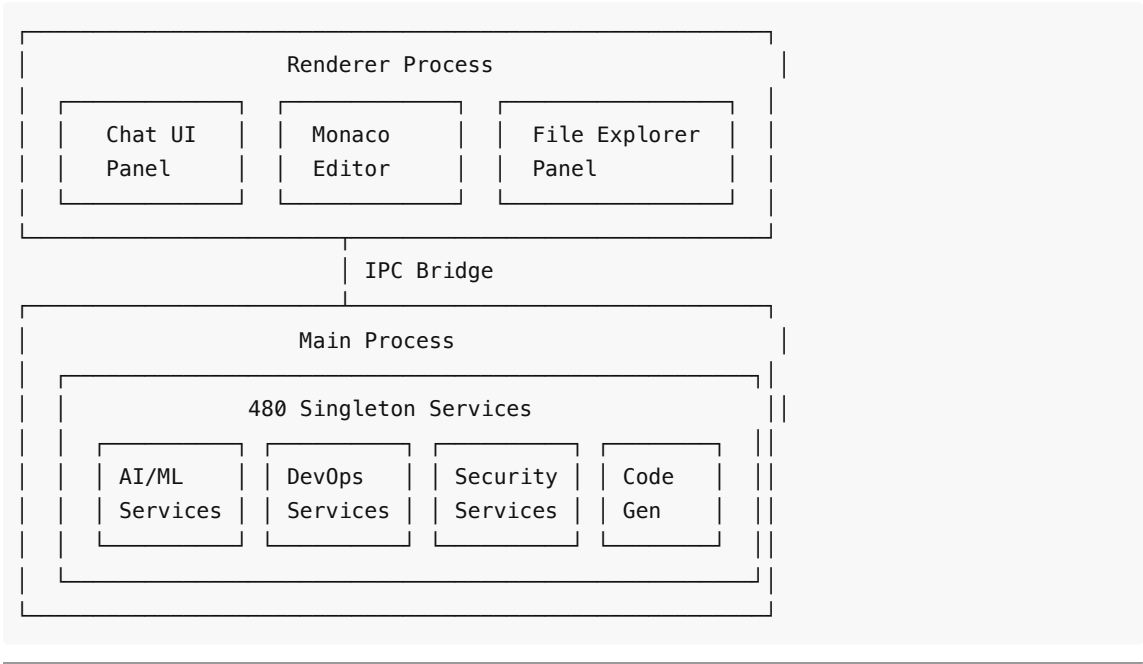 Renderer Process
Chat UI Monaco File Explorer
Panel Editor Panel
IPC Bridge
Main Process
480 Singleton Services
AI/ML DevOps Security Code
Services Services Services Gen